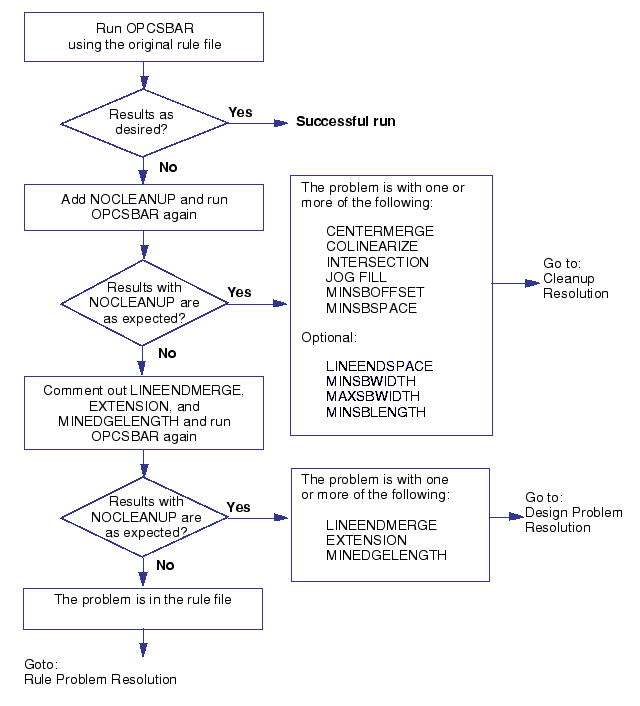 Run OPCSBAR
using the original rule file
Results as
desired?
Yes
Successful run
No
Add NOCLEANUP and run
OPCSBAR again
Results with
NOCLEANUP are
as expected?
Yes
The problem is with one or
more of the following:
CENTERMERGE
COLINEARIZE
INTERSECTION
JOG FILL
MINSBOFFSET
MINSBSPACE
Optional:
LINEENDSPACE
MINSBWIDTH
MAXSBWIDTH
MINSBLENGTH
Go to:
Cleanup
Resolution
No
Comment out LINEENDMERGE,
EXTENSION, and
MINEDGELENGTH and run
OPCSBAR again
Results with
NOCLEANUP are
as expected?
Yes
The problem is with one
or more of the following:
LINEENDMERGE
EXTENSION
MINEDGELENGTH
Go to:
Design Problem
Resolution
No
The problem is in the rule file
Goto:
Rule Problem Resolution